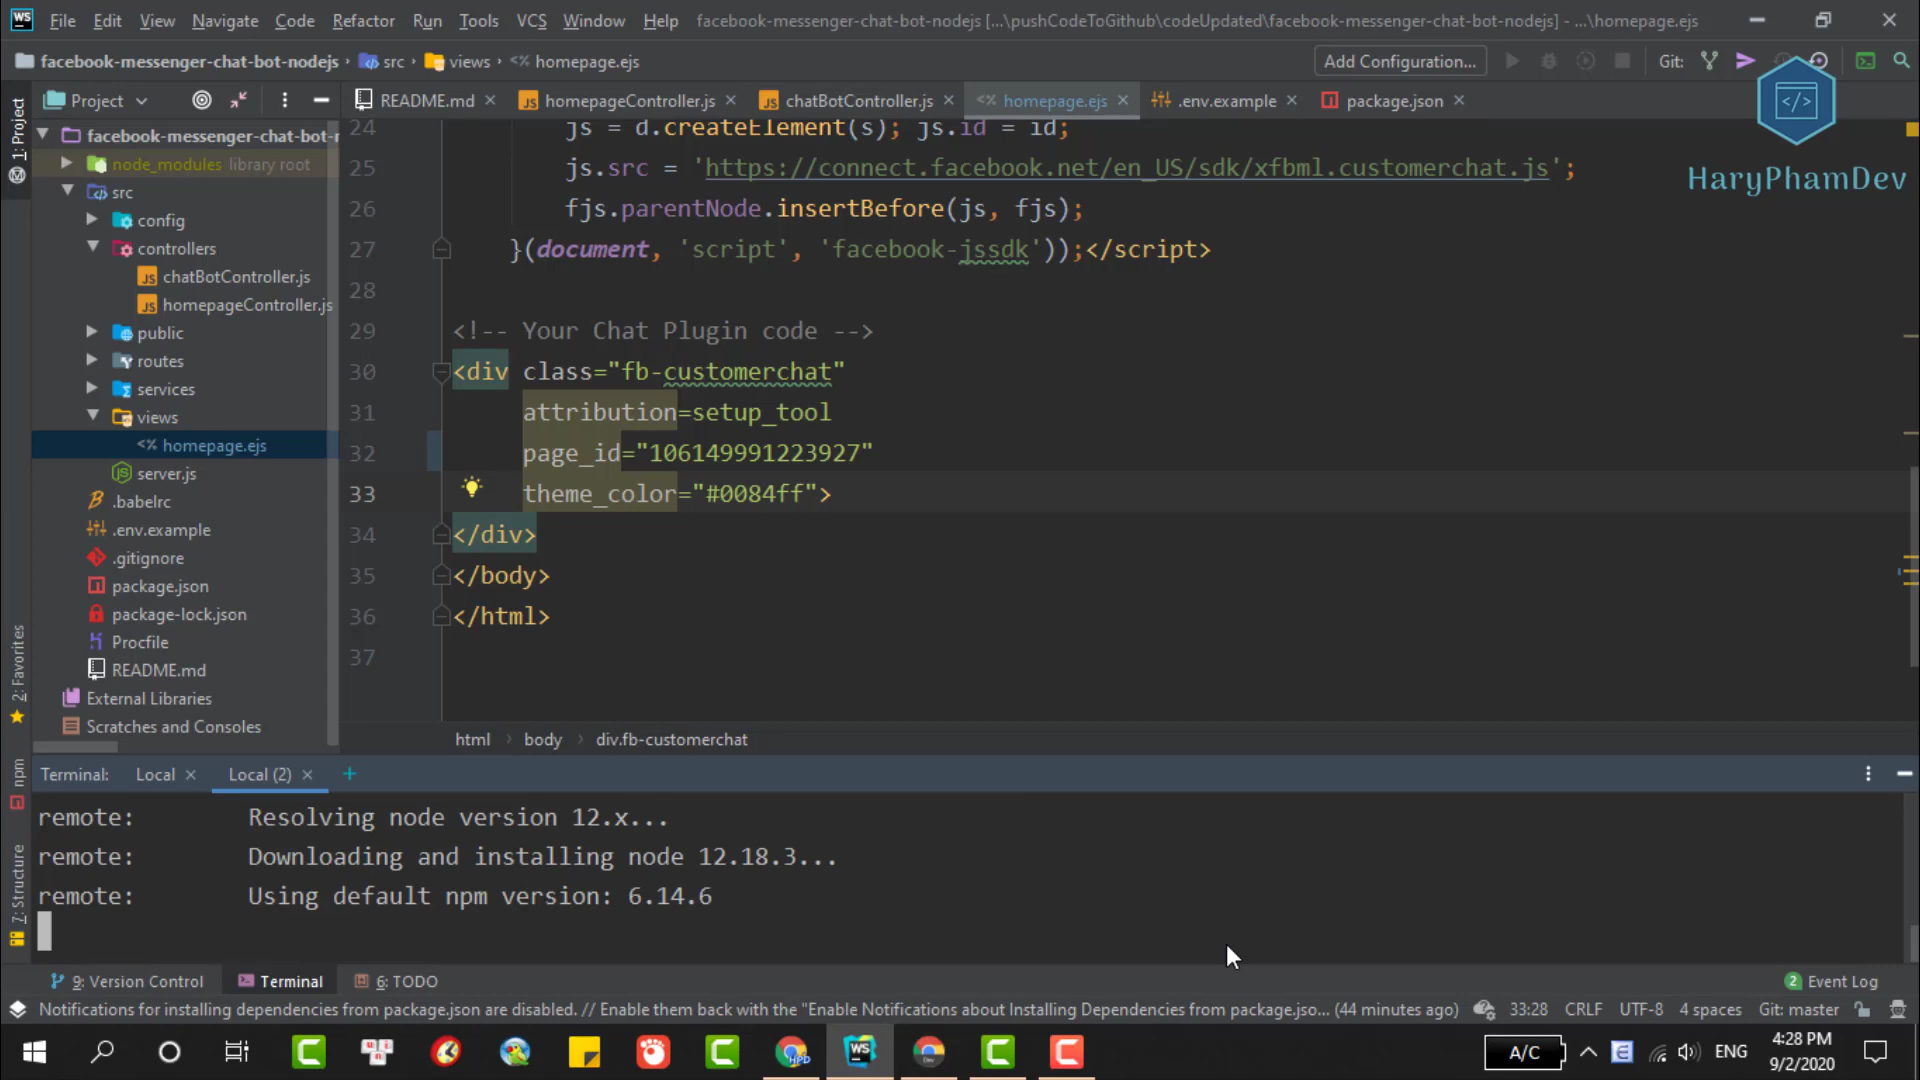 WS File Edit View Navigate Code Refactor Run Tools VCS Window Help facebook-messenger-chat-bot-nodejs [...\pushCodeToGithub\codeUpdated\facebook-messenger-chat-bot-nodejs] - ...\homepage.ejs
facebook-messenger-chat-bot-nodejs src views homepage.ejs Add Configuration... Git:
Project README.md homepageController.js chatBotController.js homepage.ejs .env.example package.json
HaryPhamDev
1: Project
2: Favorites
npm
7: Structure
facebook-messenger-chat-bot-r
node_modules library root
src
config
controllers
chatBotController.js
homepageController.js
public
routes
services
views
homepage.ejs
server.js
.babelrc
.env.example
.gitignore
package.json
package-lock.json
Procfile
README.md
External Libraries
Scratches and Consoles
24 js = d.createElement(s); js.id = id;
25 js.src = 'https://connect.facebook.net/en_US/sdk/xfbml.customerchat.js';
26 fjs.parentNode.insertBefore(js, fjs);
27 }(document, 'script', 'facebook-jssdk'));</script>
28
29 <!-- Your Chat Plugin code -->
30 <div class="fb-customerchat"
31 attribution=setup_tool
32 page_id="106149991223927"
33 theme_color="#0084ff">
34 </div>
35 </body>
36 </html>
37
html body div.fb-customerchat
Terminal: Local Local (2)
remote: Resolving node version 12.x...
remote: Downloading and installing node 12.18.3...
remote: Using default npm version: 6.14.6
9: Version Control Terminal 6: TODO 2 Event Log
Notifications for installing dependencies from package.json are disabled. // Enable them back with the "Enable Notifications about Installing Dependencies from package.jso... (44 minutes ago) 33:28 CRLF UTF-8 4 spaces Git: master
A/C ENG 4:28 PM
9/2/2020